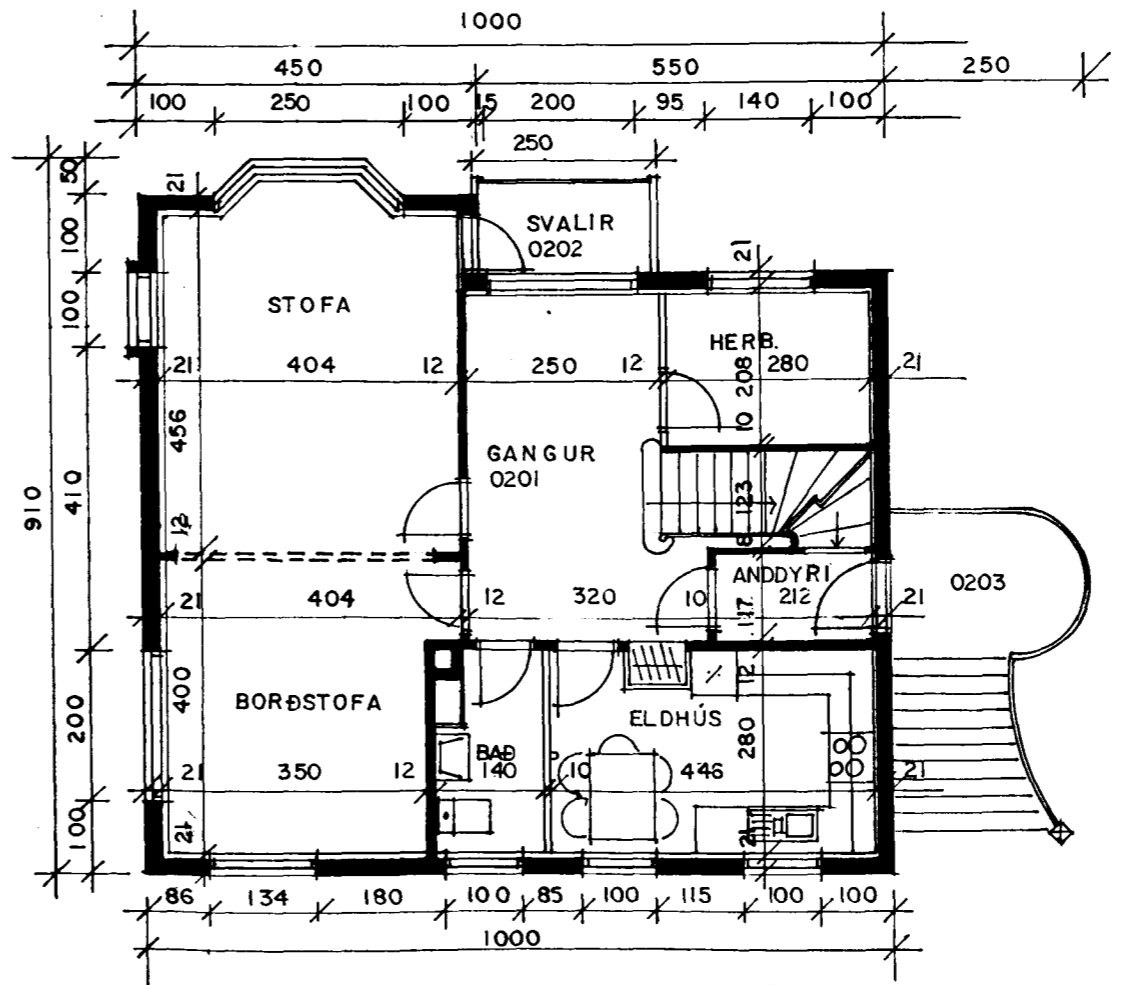 1000
450 550 250
100 250 100 15 200 95 140 100
250
50
21
SVALIR
0202
100
21
STOFA
100
HERB.
21 404 12 250 12 208 280 21
456
10
GANGUR
0201
910
410
123
12
8
ANDDYRI
0203
21 404 12 320 10 117 212 21
400
12
BORÐSTOFA
ELDHÚS
200
280
BAÐ
21 350 12 140 10 446 21
100
21
21
86 134 180 100 85 100 115 100 100
1000